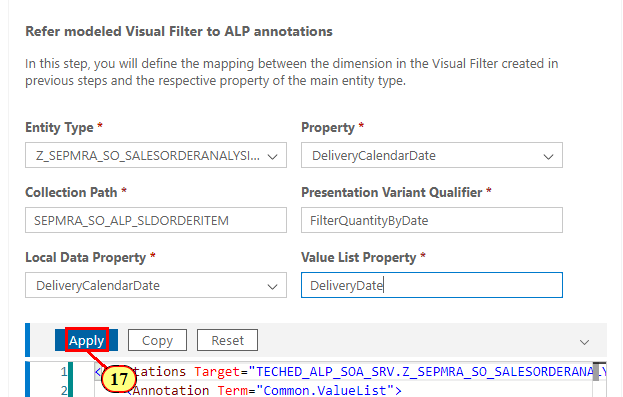 Refer modeled Visual Filter to ALP annotations
In this step, you will define the mapping between the dimension in the Visual Filter created in
previous steps and the respective property of the main entity type.
Entity Type * Property *
Z_SEPMRA_SO_SALESORDERANALYSI... DeliveryCalendarDate
Collection Path * Presentation Variant Qualifier *
SEPMRA_SO_ALP_SLDORDERITEM FilterQuantityByDate
Local Data Property * Value List Property *
DeliveryCalendarDate DeliveryDate
Apply Copy Reset
17
1 < tations Target="TECHED_ALP_SOA_SRV.Z_SEPMRA_SO_SALESORDERANALY
2 <Annotation Term="Common.ValueList">